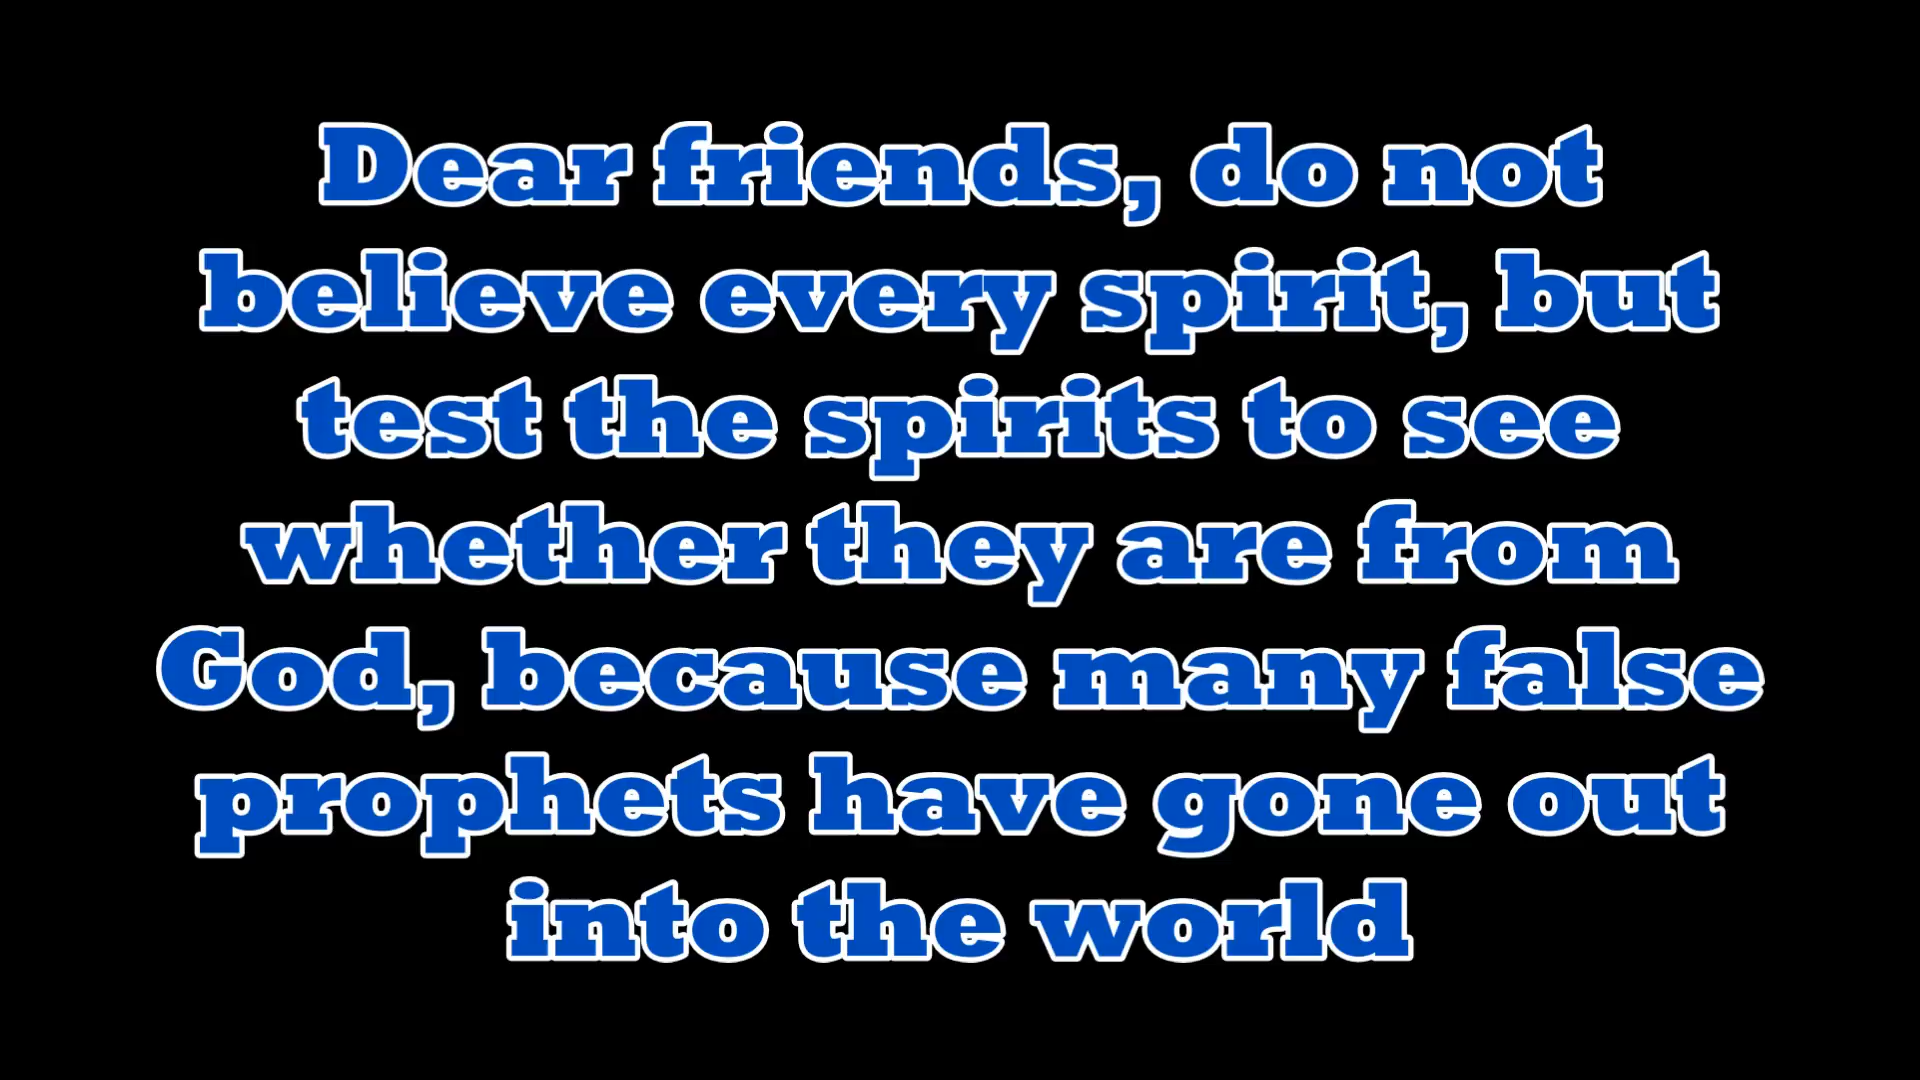 Dear friends, do not
believe every spirit, but
test the spirits to see
whether they are from
God, because many false
prophets have gone out
into the world